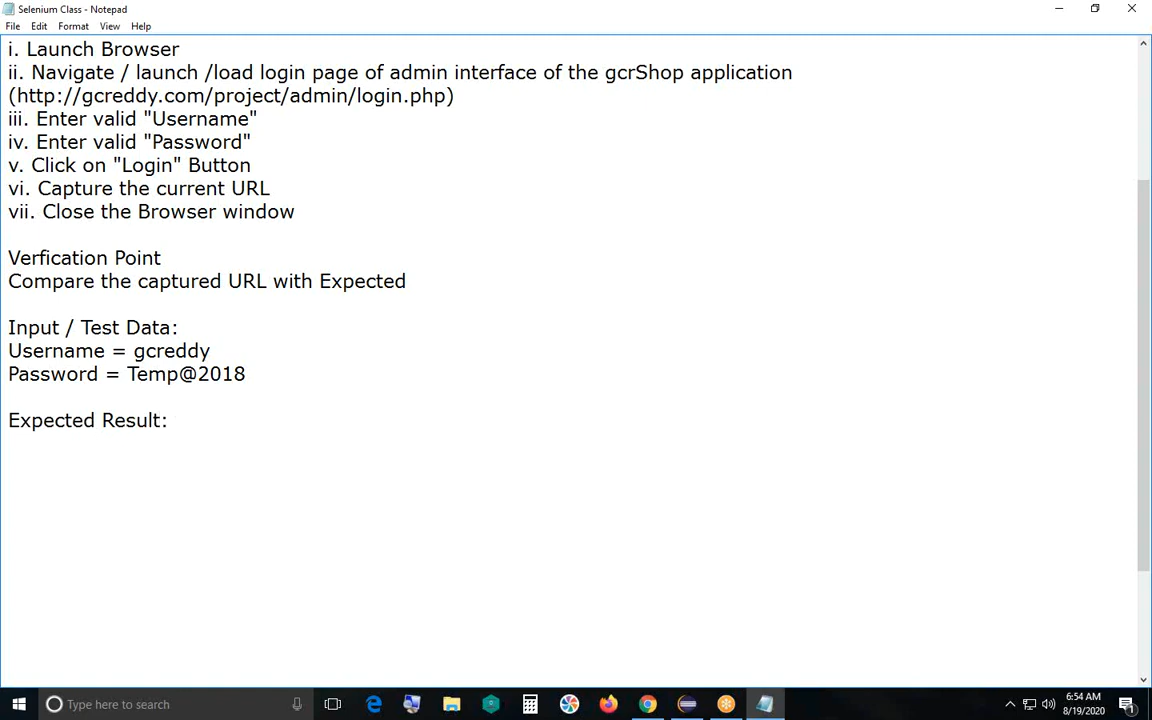 Selenium Class - Notepad
File Edit Format View Help
i. Launch Browser
ii. Navigate / launch /load login page of admin interface of the gcrShop application
(http://gcreddy.com/project/admin/login.php)
iii. Enter valid "Username"
iv. Enter valid "Password"
v. Click on "Login" Button
vi. Capture the current URL
vii. Close the Browser window
Verfication Point
Compare the captured URL with Expected
Input / Test Data:
Username = gcreddy
Password = Temp@2018
Expected Result:
Type here to search
6:54 AM
8/19/2020
1